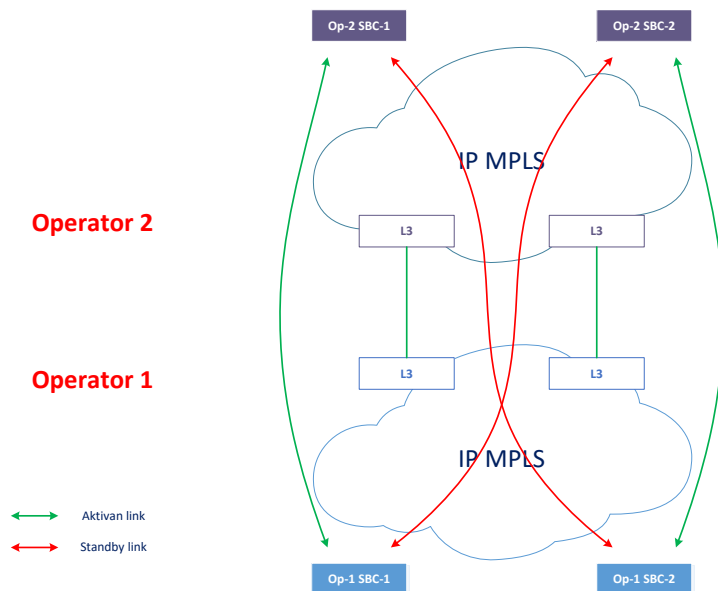 Op-2 SBC-1
Op-2 SBC-2
IP MPLS
Operator 2
L3
L3
Operator 1
L3
L3
IP MPLS
Aktivan link
Standby link
Op-1 SBC-1
Op-1 SBC-2